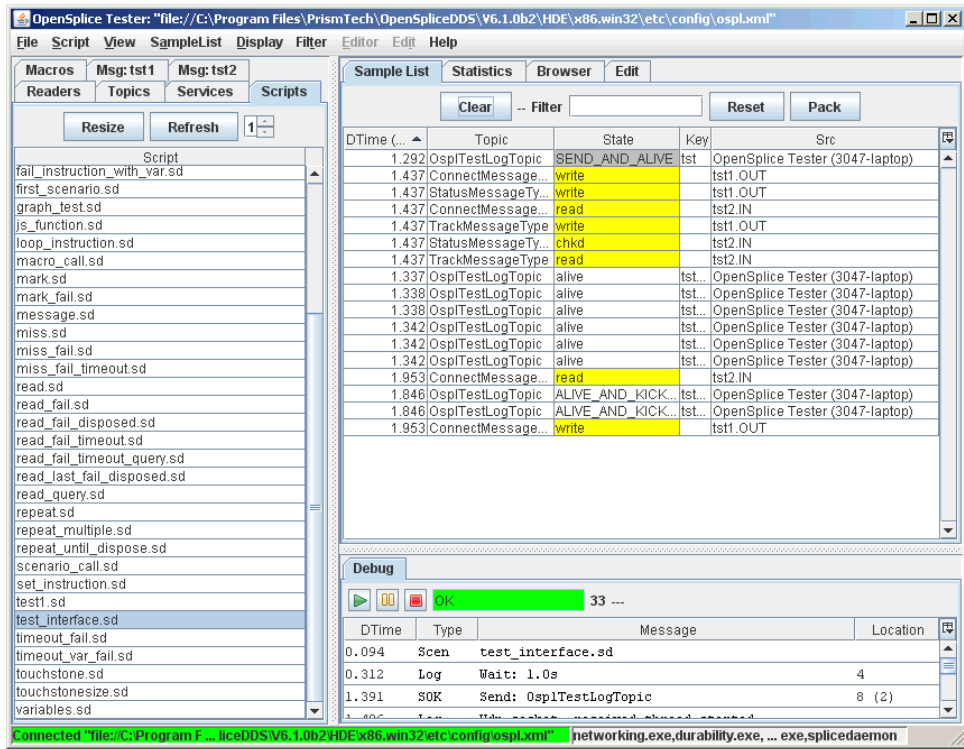 OpenSplice Tester: "file://C:\Program Files\PrismTech\OpenSpliceDDS\V6.1.0b2\HDE\x86.win32\etc\config\ospl.xml"
File Script View SampleList Display Filter Editor Edit Help
Macros Msg: tst1 Msg: tst2
Readers Topics Services Scripts
Resize Refresh 1
Script
fail_instruction_with_var.sd
first_scenario.sd
graph_test.sd
js_function.sd
loop_instruction.sd
macro_call.sd
mark.sd
mark_fail.sd
message.sd
miss.sd
miss_fail.sd
miss_fail_timeout.sd
read.sd
read_fail.sd
read_fail_disposed.sd
read_fail_timeout.sd
read_fail_timeout_query.sd
read_last_fail_disposed.sd
read_query.sd
repeat.sd
repeat_multiple.sd
repeat_until_dispose.sd
scenario_call.sd
set_instruction.sd
test1.sd
test_interface.sd
timeout_fail.sd
timeout_var_fail.sd
touchstone.sd
touchstonesize.sd
variables.sd
Sample List Statistics Browser Edit
Clear -- Filter Reset Pack
DTime (... Topic State Key Src
1.292 OsplTestLogTopic SEND_AND_ALIVE tst OpenSplice Tester (3047-laptop)
1.437 ConnectMessage... write tst1.OUT
1.437 StatusMessageTy... write tst1.OUT
1.437 ConnectMessage... read tst2.IN
1.437 TrackMessageType write tst1.OUT
1.437 StatusMessageTy... chkd tst2.IN
1.437 TrackMessageType read tst2.IN
1.337 OsplTestLogTopic alive tst... OpenSplice Tester (3047-laptop)
1.338 OsplTestLogTopic alive tst... OpenSplice Tester (3047-laptop)
1.338 OsplTestLogTopic alive tst... OpenSplice Tester (3047-laptop)
1.342 OsplTestLogTopic alive tst... OpenSplice Tester (3047-laptop)
1.342 OsplTestLogTopic alive tst... OpenSplice Tester (3047-laptop)
1.342 OsplTestLogTopic alive tst... OpenSplice Tester (3047-laptop)
1.953 ConnectMessage... read tst2.IN
1.846 OsplTestLogTopic ALIVE_AND_KICK... tst... OpenSplice Tester (3047-laptop)
1.846 OsplTestLogTopic ALIVE_AND_KICK... tst... OpenSplice Tester (3047-laptop)
1.953 ConnectMessage... write tst1.OUT
Debug
OK 33 ---
DTime Type Message Location
0.094 Scen test_interface.sd
0.312 Log Wait: 1.0s 4
1.391 SOK Send: OsplTestLogTopic 8 (2)
Connected "file://C:\Program F ... liceDDS\V6.1.0b2\HDE\x86.win32\etc\config\ospl.xml" networking.exe,durability.exe, ... exe,splicedaemon